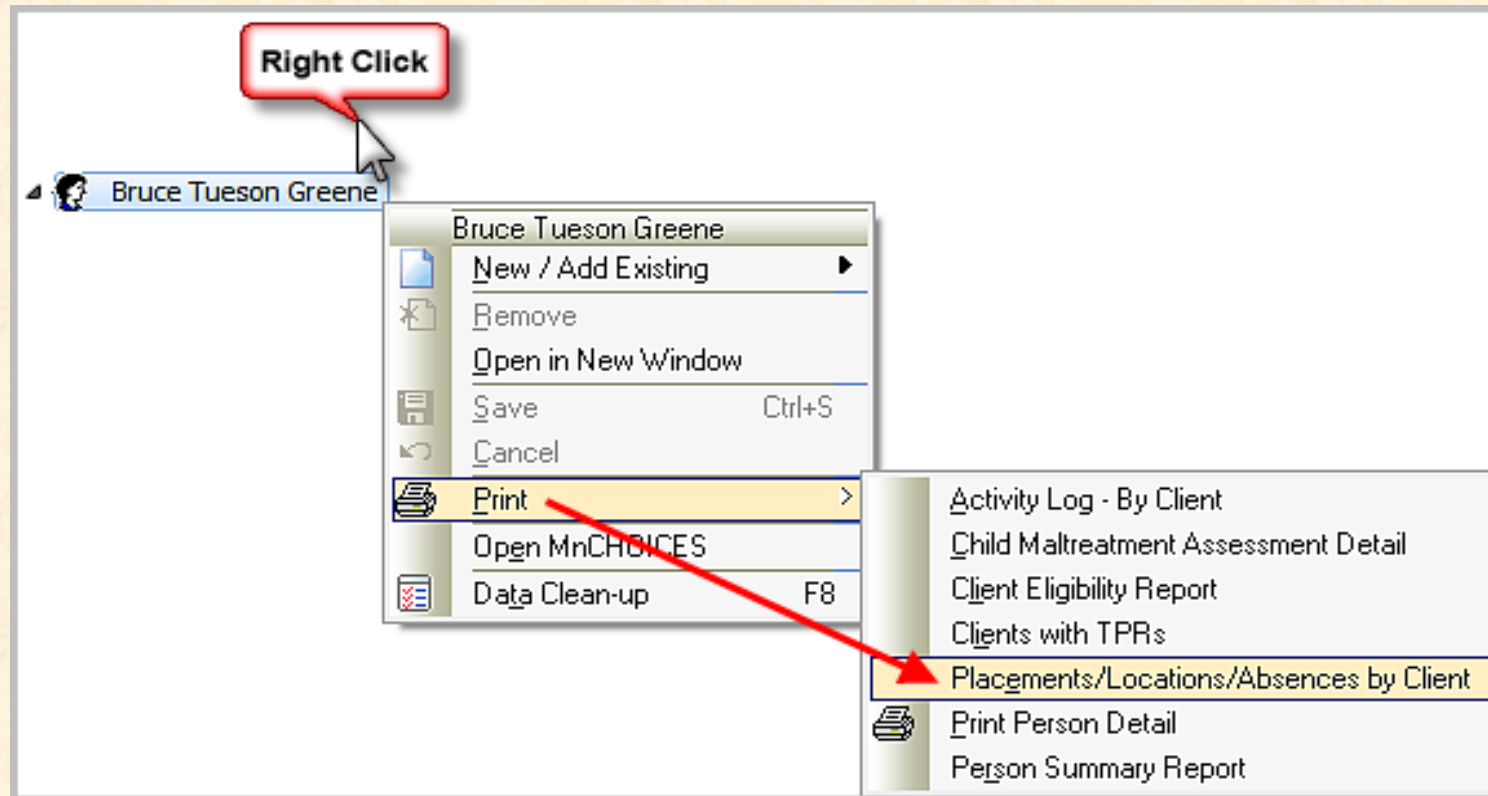 Right Click
Bruce Tueson Greene
Bruce Tueson Greene
New / Add Existing
Remove
Open in New Window
Save Ctrl+S
Cancel
Print
Open MnCHOICES
Data Clean-up F8
Activity Log - By Client
Child Maltreatment Assessment Detail
Client Eligibility Report
Clients with TPRs
Placements/Locations/Absences by Client
Print Person Detail
Person Summary Report